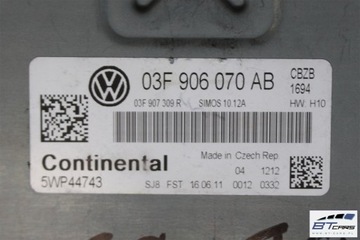 03F 906 070 AB
CBZB
1694
03F 907 309 R
SIMOS 10.12A
HW: H10
Continental
5WP44743
Made in Czech Rep.
04 1212
SJ8 FST 16.06.11 0012 0332
BTCARS